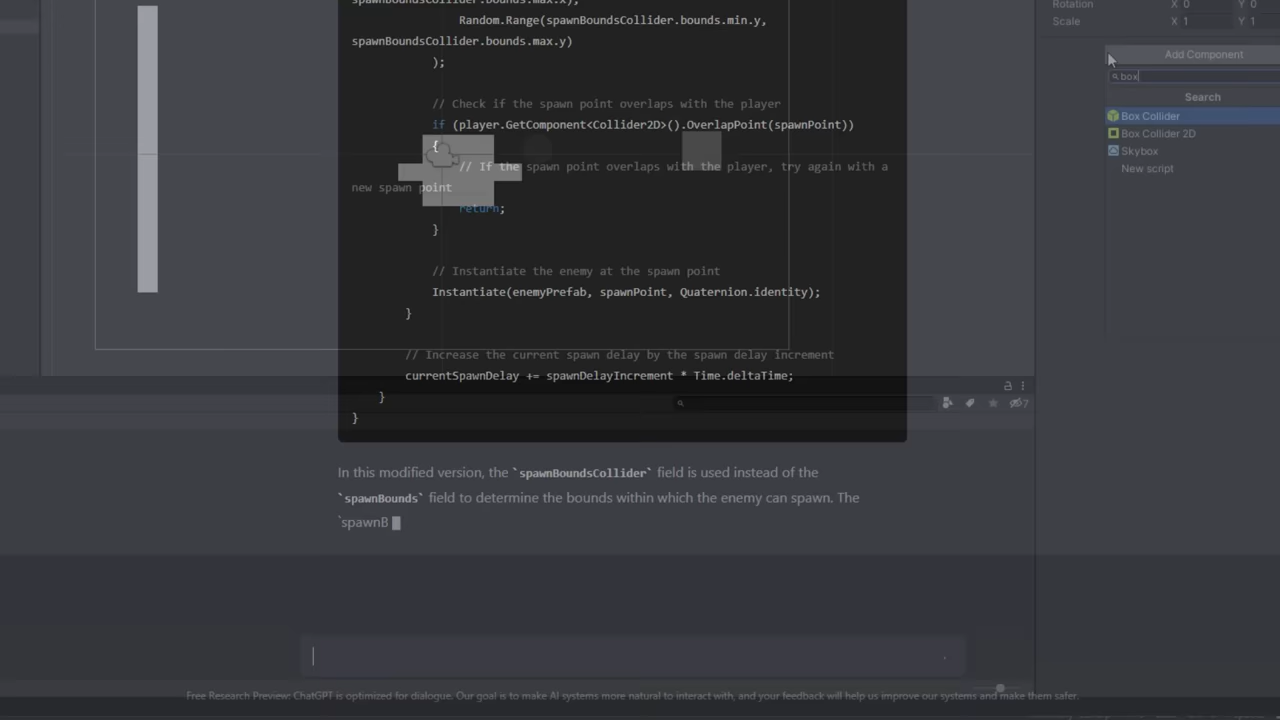 spawnBoundsCollider.bounds.max.x),
Random.Range(spawnBoundsCollider.bounds.min.y,
spawnBoundsCollider.bounds.max.y)
);
// Check if the spawn point overlaps with the player
if (player.GetComponent<Collider2D>().OverlapPoint(spawnPoint))
{
// If the spawn point overlaps with the player, try again with a
new spawn point
return;
}
// Instantiate the enemy at the spawn point
Instantiate(enemyPrefab, spawnPoint, Quaternion.identity);
}
// Increase the current spawn delay by the spawn delay increment
currentSpawnDelay += spawnDelayIncrement * Time.deltaTime;
}
}
In this modified version, the `spawnBoundsCollider` field is used instead of the
`spawnBounds` field to determine the bounds within which the enemy can spawn. The
`spawnB
Free Research Preview: ChatGPT is optimized for dialogue. Our goal is to make AI systems more natural to interact with, and your feedback will help us improve our systems and make them safer.
Rotation X 0 Y 0
Scale X 1 Y 1
Add Component
box
Search
Box Collider
Box Collider 2D
Skybox
New script
7